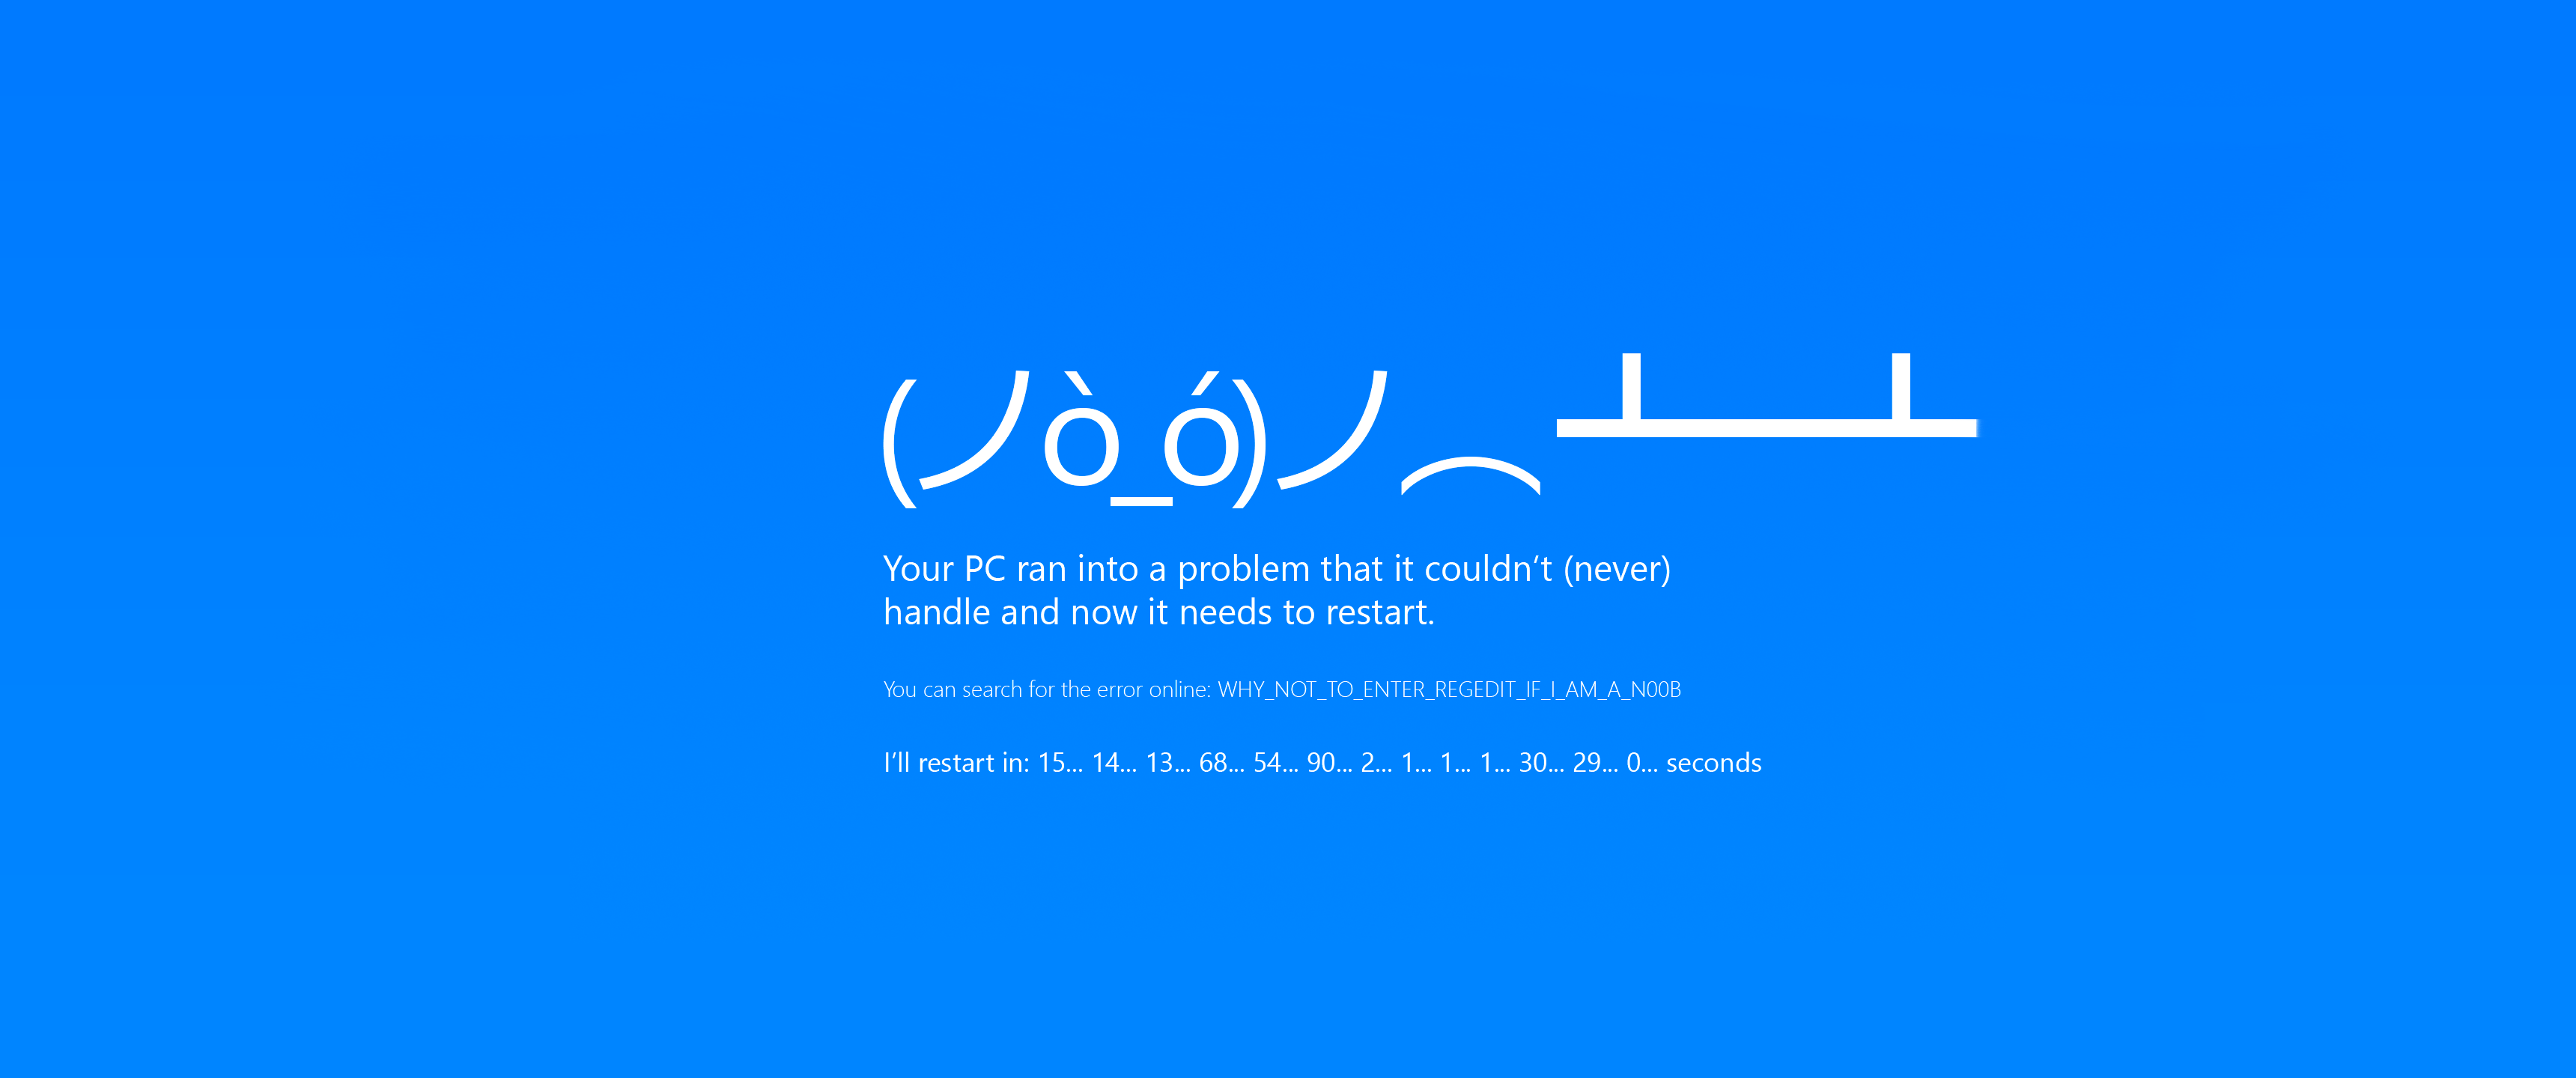 (ノò_ó)ノ︵┻━┻
Your PC ran into a problem that it couldn’t (never)
handle and now it needs to restart.
You can search for the error online: WHY_NOT_TO_ENTER_REGEDIT_IF_I_AM_A_N00B
I’ll restart in: 15... 14... 13... 68... 54... 90... 2... 1... 1... 1... 30... 29... 0... seconds